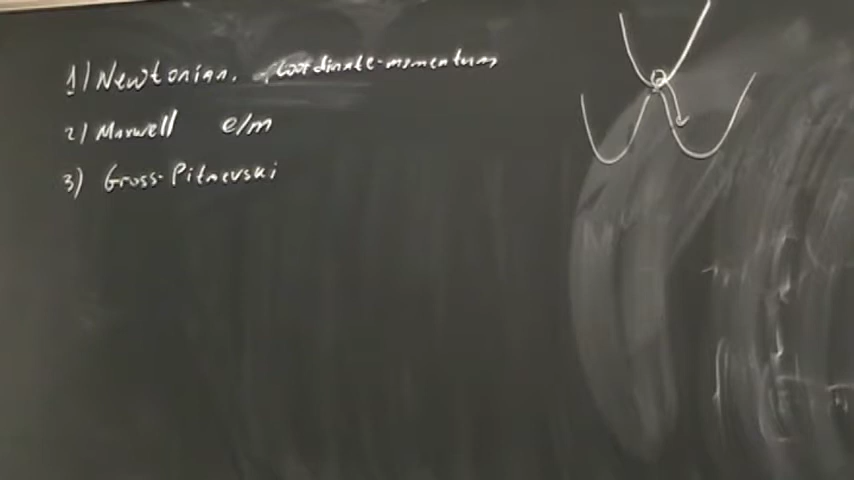 1) Newtonian. Coordinate-momentum
2) Maxwell e/m
3) Gross-Pitaevski